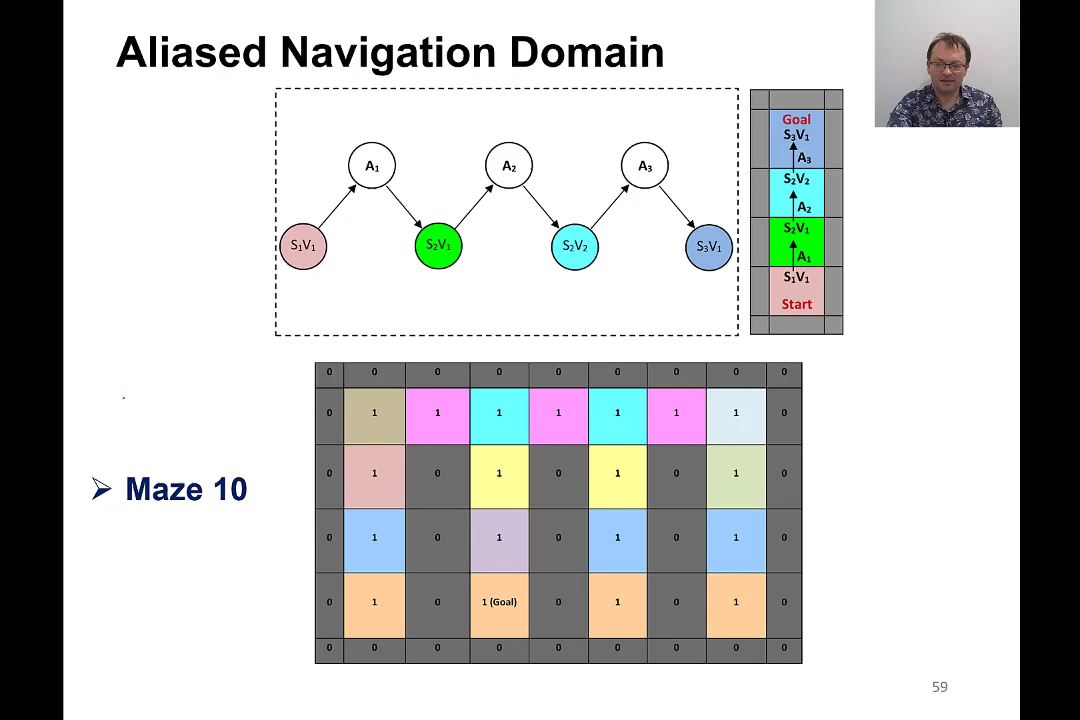 Aliased Navigation Domain
A₁ A₂ A₃
S₁V₁ S₂V₁ S₂V₂ S₃V₁
Goal
S₃V₁
A₃
S₂V₂
A₂
S₂V₁
A₁
S₁V₁
Start
➢ Maze 10
0 0 0 0 0 0 0 0 0
0 1 1 1 1 1 1 1 0
0 1 0 1 0 1 0 1 0
0 1 0 1 0 1 0 1 0
0 1 0 1 (Goal) 0 1 0 1 0
0 0 0 0 0 0 0 0 0
59